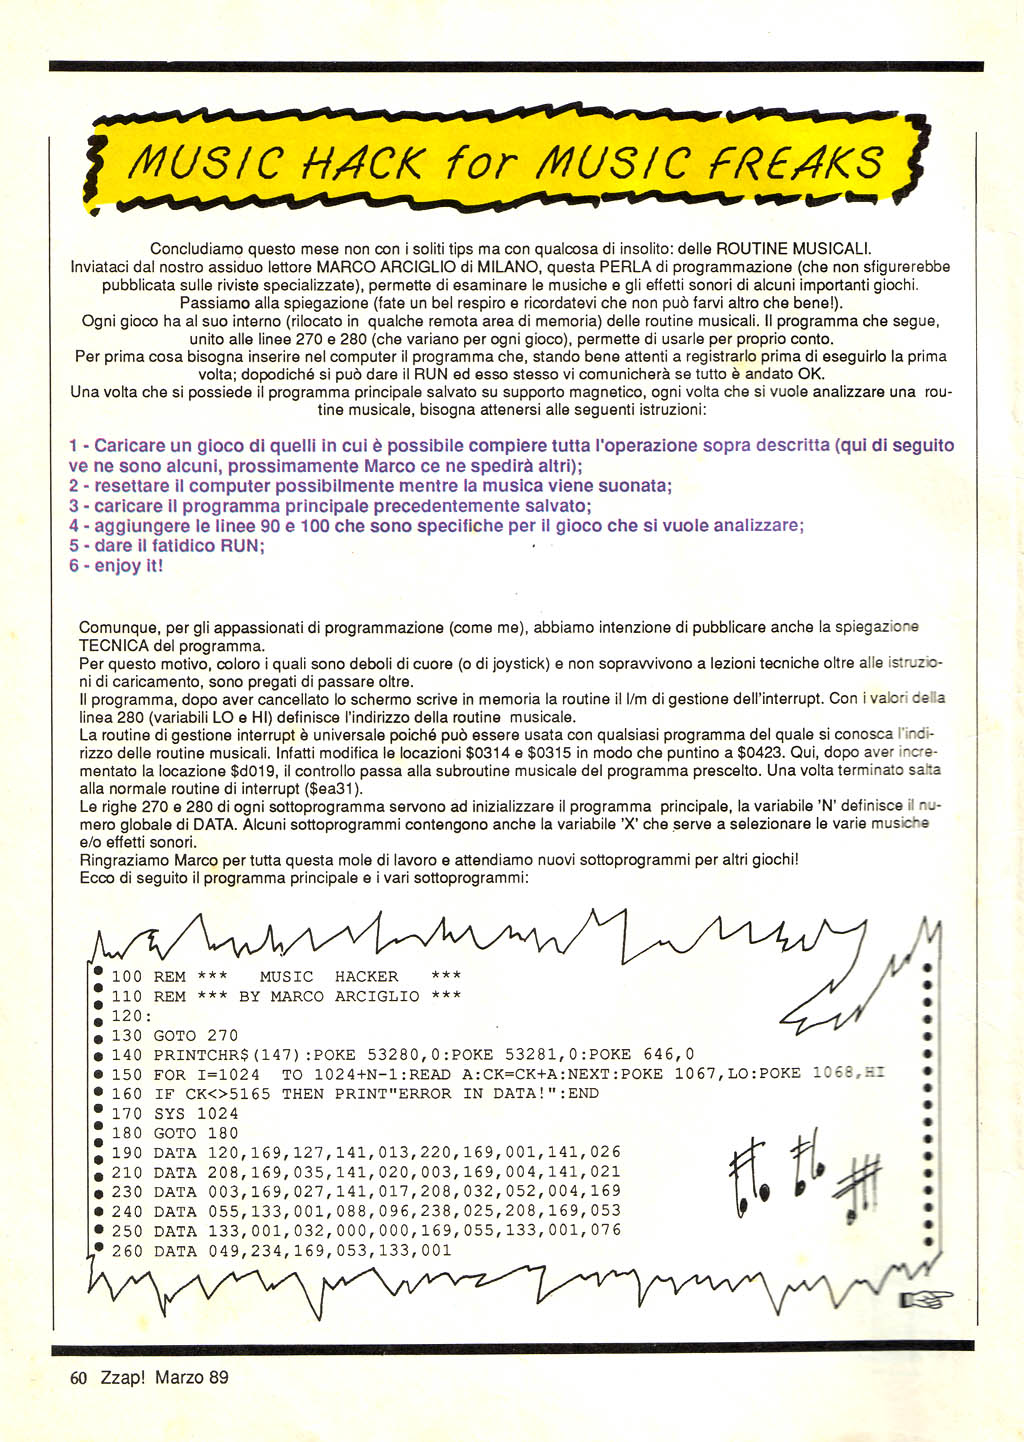 MUSIC HACK for MUSIC FREAKS
Concludiamo questo mese non con i soliti tips ma con qualcosa di insolito: delle ROUTINE MUSICALI.
Inviataci dal nostro assiduo lettore MARCO ARCIGLIO di MILANO, questa PERLA di programmazione (che non sfigurerebbe
pubblicata sulle riviste specializzate), permette di esaminare le musiche e gli effetti sonori di alcuni importanti giochi.
Passiamo alla spiegazione (fate un bel respiro e ricordatevi che non può farvi altro che bene!).
Ogni gioco ha al suo interno (rilocato in qualche remota area di memoria) delle routine musicali. Il programma che segue,
unito alle linee 270 e 280 (che variano per ogni gioco), permette di usarle per proprio conto.
Per prima cosa bisogna inserire nel computer il programma che, stando bene attenti a registrarlo prima di eseguirlo la prima
volta; dopodiché si può dare il RUN ed esso stesso vi comunicherà se tutto è andato OK.
Una volta che si possiede il programma principale salvato su supporto magnetico, ogni volta che si vuole analizzare una rou-
tine musicale, bisogna attenersi alle seguenti istruzioni:
1 - Caricare un gioco di quelli in cui è possibile compiere tutta l'operazione sopra descritta (qui di seguito
ve ne sono alcuni, prossimamente Marco ce ne spedirà altri);
2 - resettare il computer possibilmente mentre la musica viene suonata;
3 - caricare il programma principale precedentemente salvato;
4 - aggiungere le linee 90 e 100 che sono specifiche per il gioco che si vuole analizzare;
5 - dare il fatidico RUN;
6 - enjoy it!
Comunque, per gli appassionati di programmazione (come me), abbiamo intenzione di pubblicare anche la spiegazione
TECNICA del programma.
Per questo motivo, coloro i quali sono deboli di cuore (o di joystick) e non sopravvivono a lezioni tecniche oltre alle istruzio-
ni di caricamento, sono pregati di passare oltre.
Il programma, dopo aver cancellato lo schermo scrive in memoria la routine il l/m di gestione dell'interrupt. Con i valori della
linea 280 (variabili LO e HI) definisce l'indirizzo della routine musicale.
La routine di gestione interrupt è universale poiché può essere usata con qualsiasi programma del quale si conosca l'indi-
rizzo delle routine musicali. Infatti modifica le locazioni $0314 e $0315 in modo che puntino a $0423. Qui, dopo aver incre-
mentato la locazione $d019, il controllo passa alla subroutine musicale del programma prescelto. Una volta terminato salta
alla normale routine di interrupt ($ea31).
Le righe 270 e 280 di ogni sottoprogramma servono ad inizializzare il programma principale, la variabile 'N' definisce il nu-
mero globale di DATA. Alcuni sottoprogrammi contengono anche la variabile 'X' che serve a selezionare le varie musiche
e/o effetti sonori.
Ringraziamo Marco per tutta questa mole di lavoro e attendiamo nuovi sottoprogrammi per altri giochi!
Ecco di seguito il programma principale e i vari sottoprogrammi:
100 REM *** MUSIC HACKER ***
110 REM *** BY MARCO ARCIGLIO ***
120:
130 GOTO 270
140 PRINTCHR$(147):POKE 53280,0:POKE 53281,0:POKE 646,0
150 FOR I=1024 TO 1024+N-1:READ A:CK=CK+A:NEXT:POKE 1067,LO:POKE 1068,HI
160 IF CK<>5165 THEN PRINT"ERROR IN DATA!":END
170 SYS 1024
180 GOTO 180
190 DATA 120,169,127,141,013,220,169,001,141,026
210 DATA 208,169,035,141,020,003,169,004,141,021
230 DATA 003,169,027,141,017,208,032,052,004,169
240 DATA 055,133,001,088,096,238,025,208,169,053
250 DATA 133,001,032,000,000,169,055,133,001,076
260 DATA 049,234,169,053,133,001
60 Zzap! Marzo 89